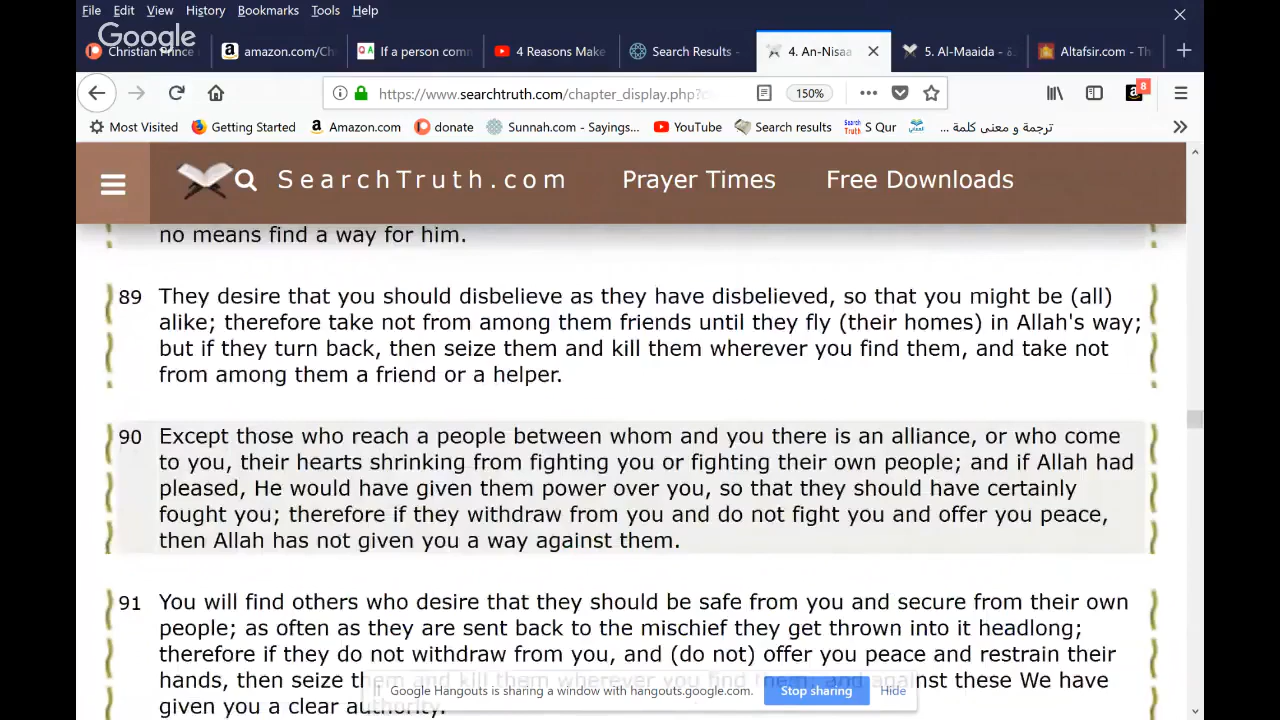 File Edit View History Bookmarks Tools Help
Google
Christian Prince amazon.com/Ch If a person com 4 Reasons Make Search Results - 4. An-Nisaa 5. Al-Maaida - Altafsir.com - Th
https://www.searchtruth.com/chapter_display.php? 150% 8
Most Visited Getting Started Amazon.com donate Sunnah.com - Sayings... YouTube Search results Search Truth S Qur ترجمة و معنى كلمة ...
SearchTruth.com Prayer Times Free Downloads
no means find a way for him.
89 They desire that you should disbelieve as they have disbelieved, so that you might be (all)
alike; therefore take not from among them friends until they fly (their homes) in Allah's way;
but if they turn back, then seize them and kill them wherever you find them, and take not
from among them a friend or a helper.
90 Except those who reach a people between whom and you there is an alliance, or who come
to you, their hearts shrinking from fighting you or fighting their own people; and if Allah had
pleased, He would have given them power over you, so that they should have certainly
fought you; therefore if they withdraw from you and do not fight you and offer you peace,
then Allah has not given you a way against them.
91 You will find others who desire that they should be safe from you and secure from their own
people; as often as they are sent back to the mischief they get thrown into it headlong;
therefore if they do not withdraw from you, and (do not) offer you peace and restrain their
hands, then seize them and kill them wherever you find them; and against these We have
Google Hangouts is sharing a window with hangouts.google.com. Stop sharing Hide
given you a clear authority.